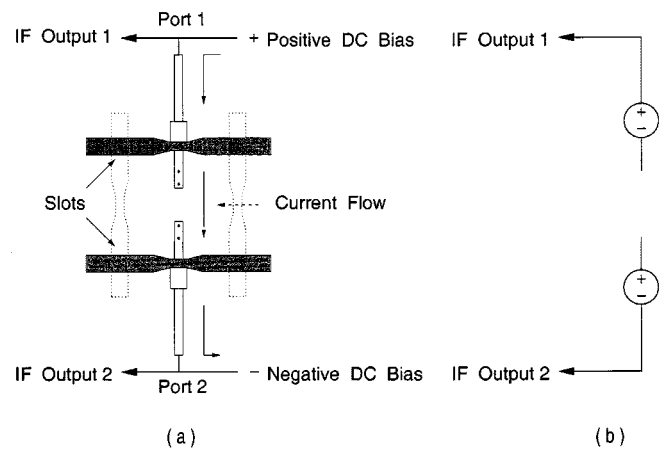 Port 1
IF Output 1
+ Positive DC Bias
IF Output 1
+
−
Slots
Current Flow
+
−
IF Output 2
− Negative DC Bias
IF Output 2
Port 2
(a)
(b)